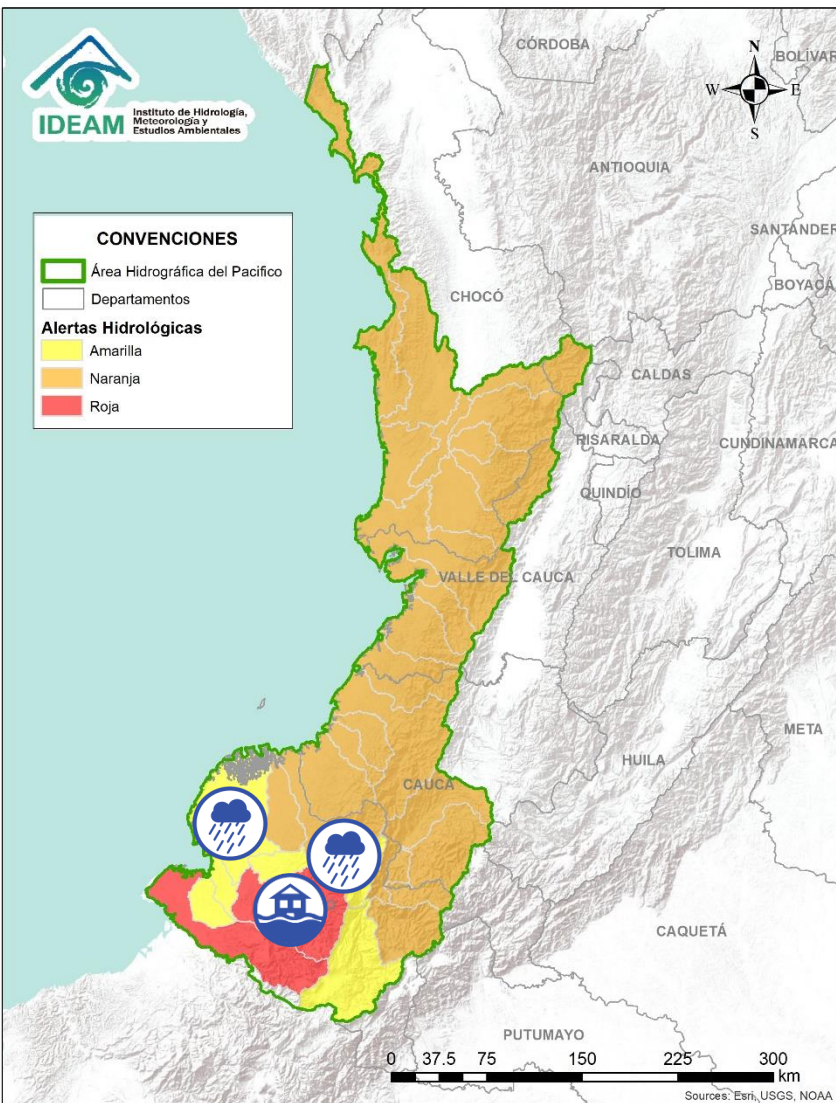 IDEAM
Instituto de Hidrología,
Meteorología y
Estudios Ambientales
CÓRDOBA
BOLÍVAR
N
W
E
S
ANTIOQUIA
SANTANDER
CONVENCIONES
Área Hidrográfica del Pacifico
Departamentos
Alertas Hidrológicas
Amarilla
Naranja
Roja
BOYACÁ
CHOCÓ
CALDAS
RISARALDA
CUNDINAMARCA
QUINDÍO
TOLIMA
VALLE DEL CAUCA
META
HUILA
CAUCA
CAQUETÁ
PUTUMAYO
0 37.5 75 150 225 300
km
Sources: Esri, USGS, NOAA